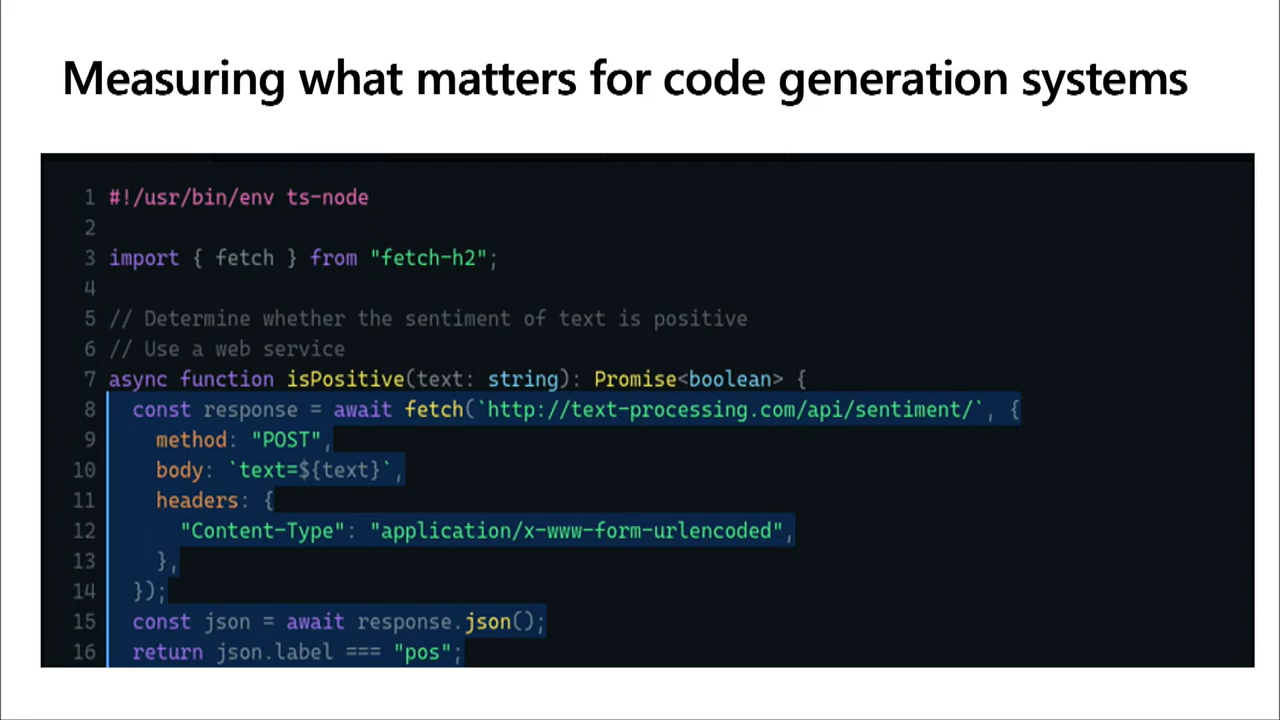 Measuring what matters for code generation systems
1 #!/usr/bin/env ts-node
2
3 import { fetch } from "fetch-h2";
4
5 // Determine whether the sentiment of text is positive
6 // Use a web service
7 async function isPositive(text: string): Promise<boolean> {
8 const response = await fetch(`http://text-processing.com/api/sentiment/`, {
9 method: "POST",
10 body: `text=${text}`,
11 headers: {
12 "Content-Type": "application/x-www-form-urlencoded",
13 },
14 });
15 const json = await response.json();
16 return json.label === "pos";